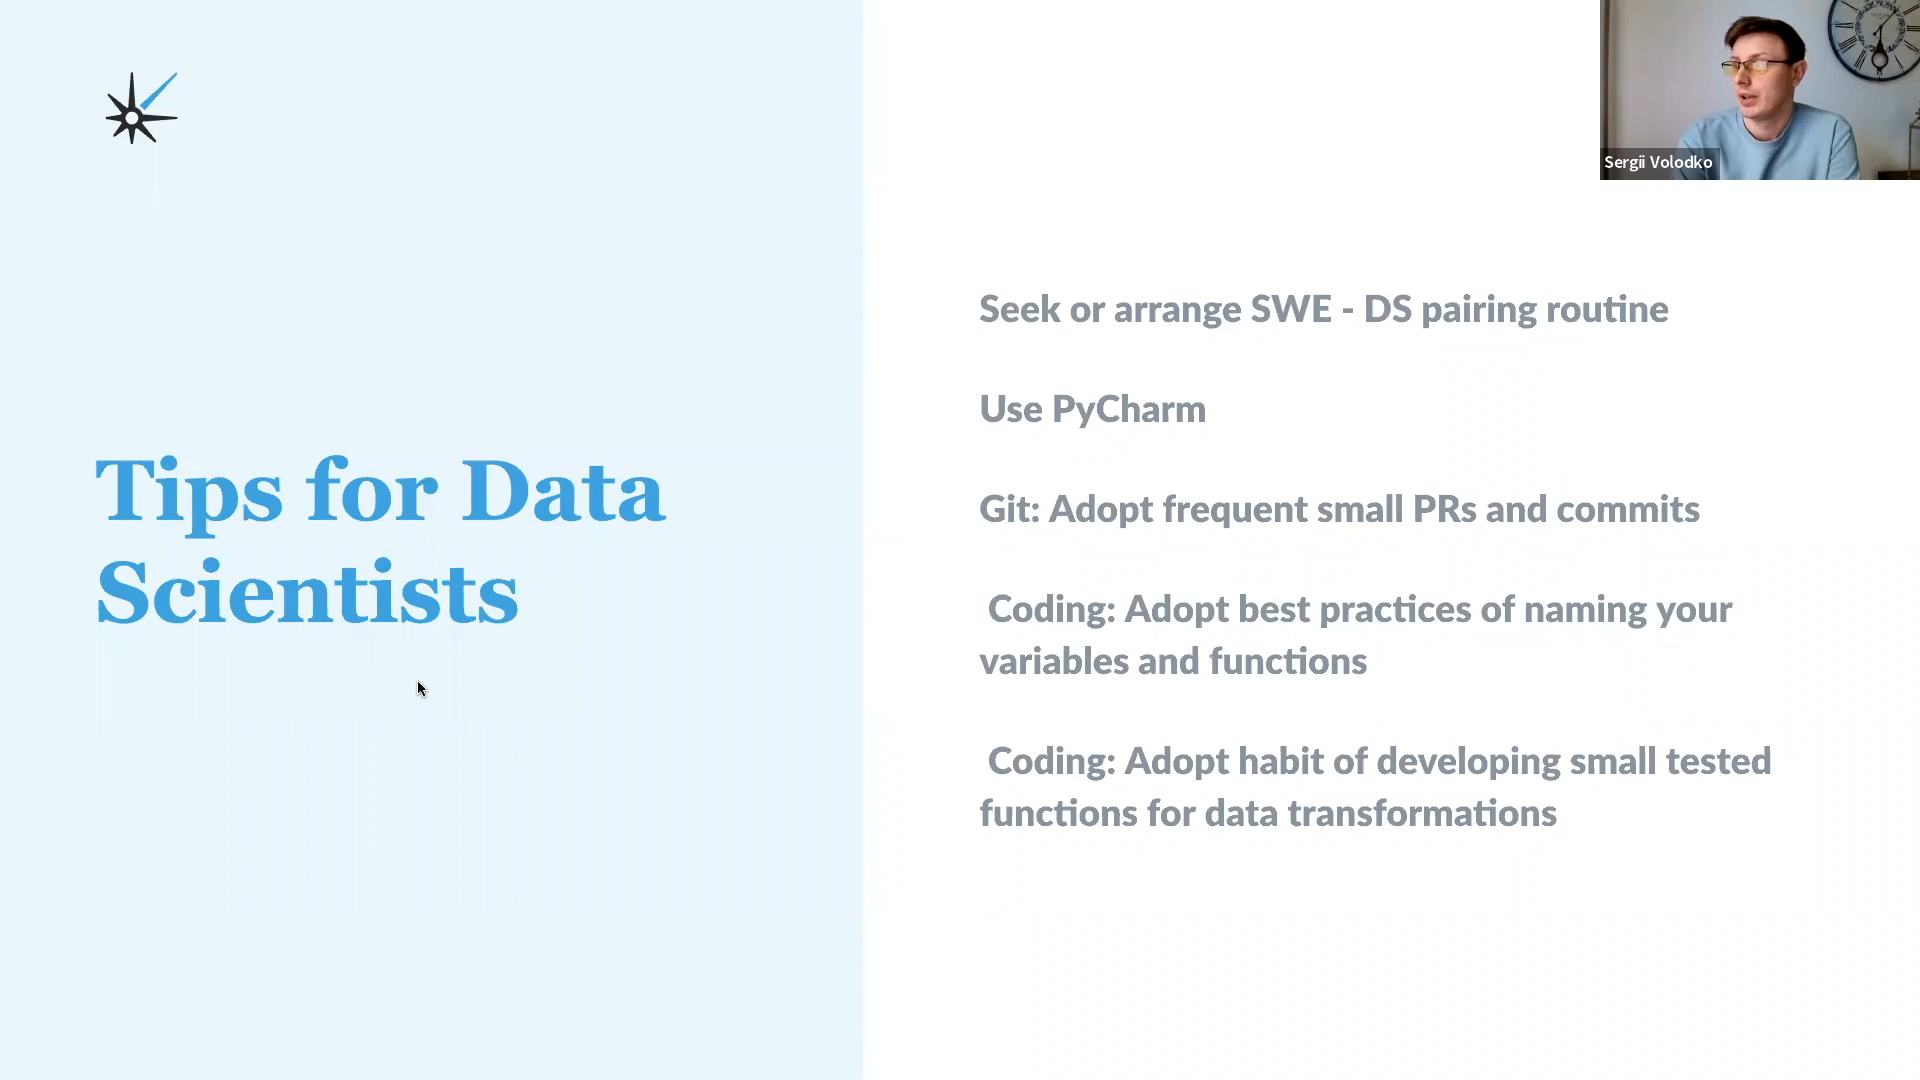 Sergii Volodko
Tips for Data
Scientists
Seek or arrange SWE - DS pairing routine
Use PyCharm
Git: Adopt frequent small PRs and commits
Coding: Adopt best practices of naming your
variables and functions
Coding: Adopt habit of developing small tested
functions for data transformations